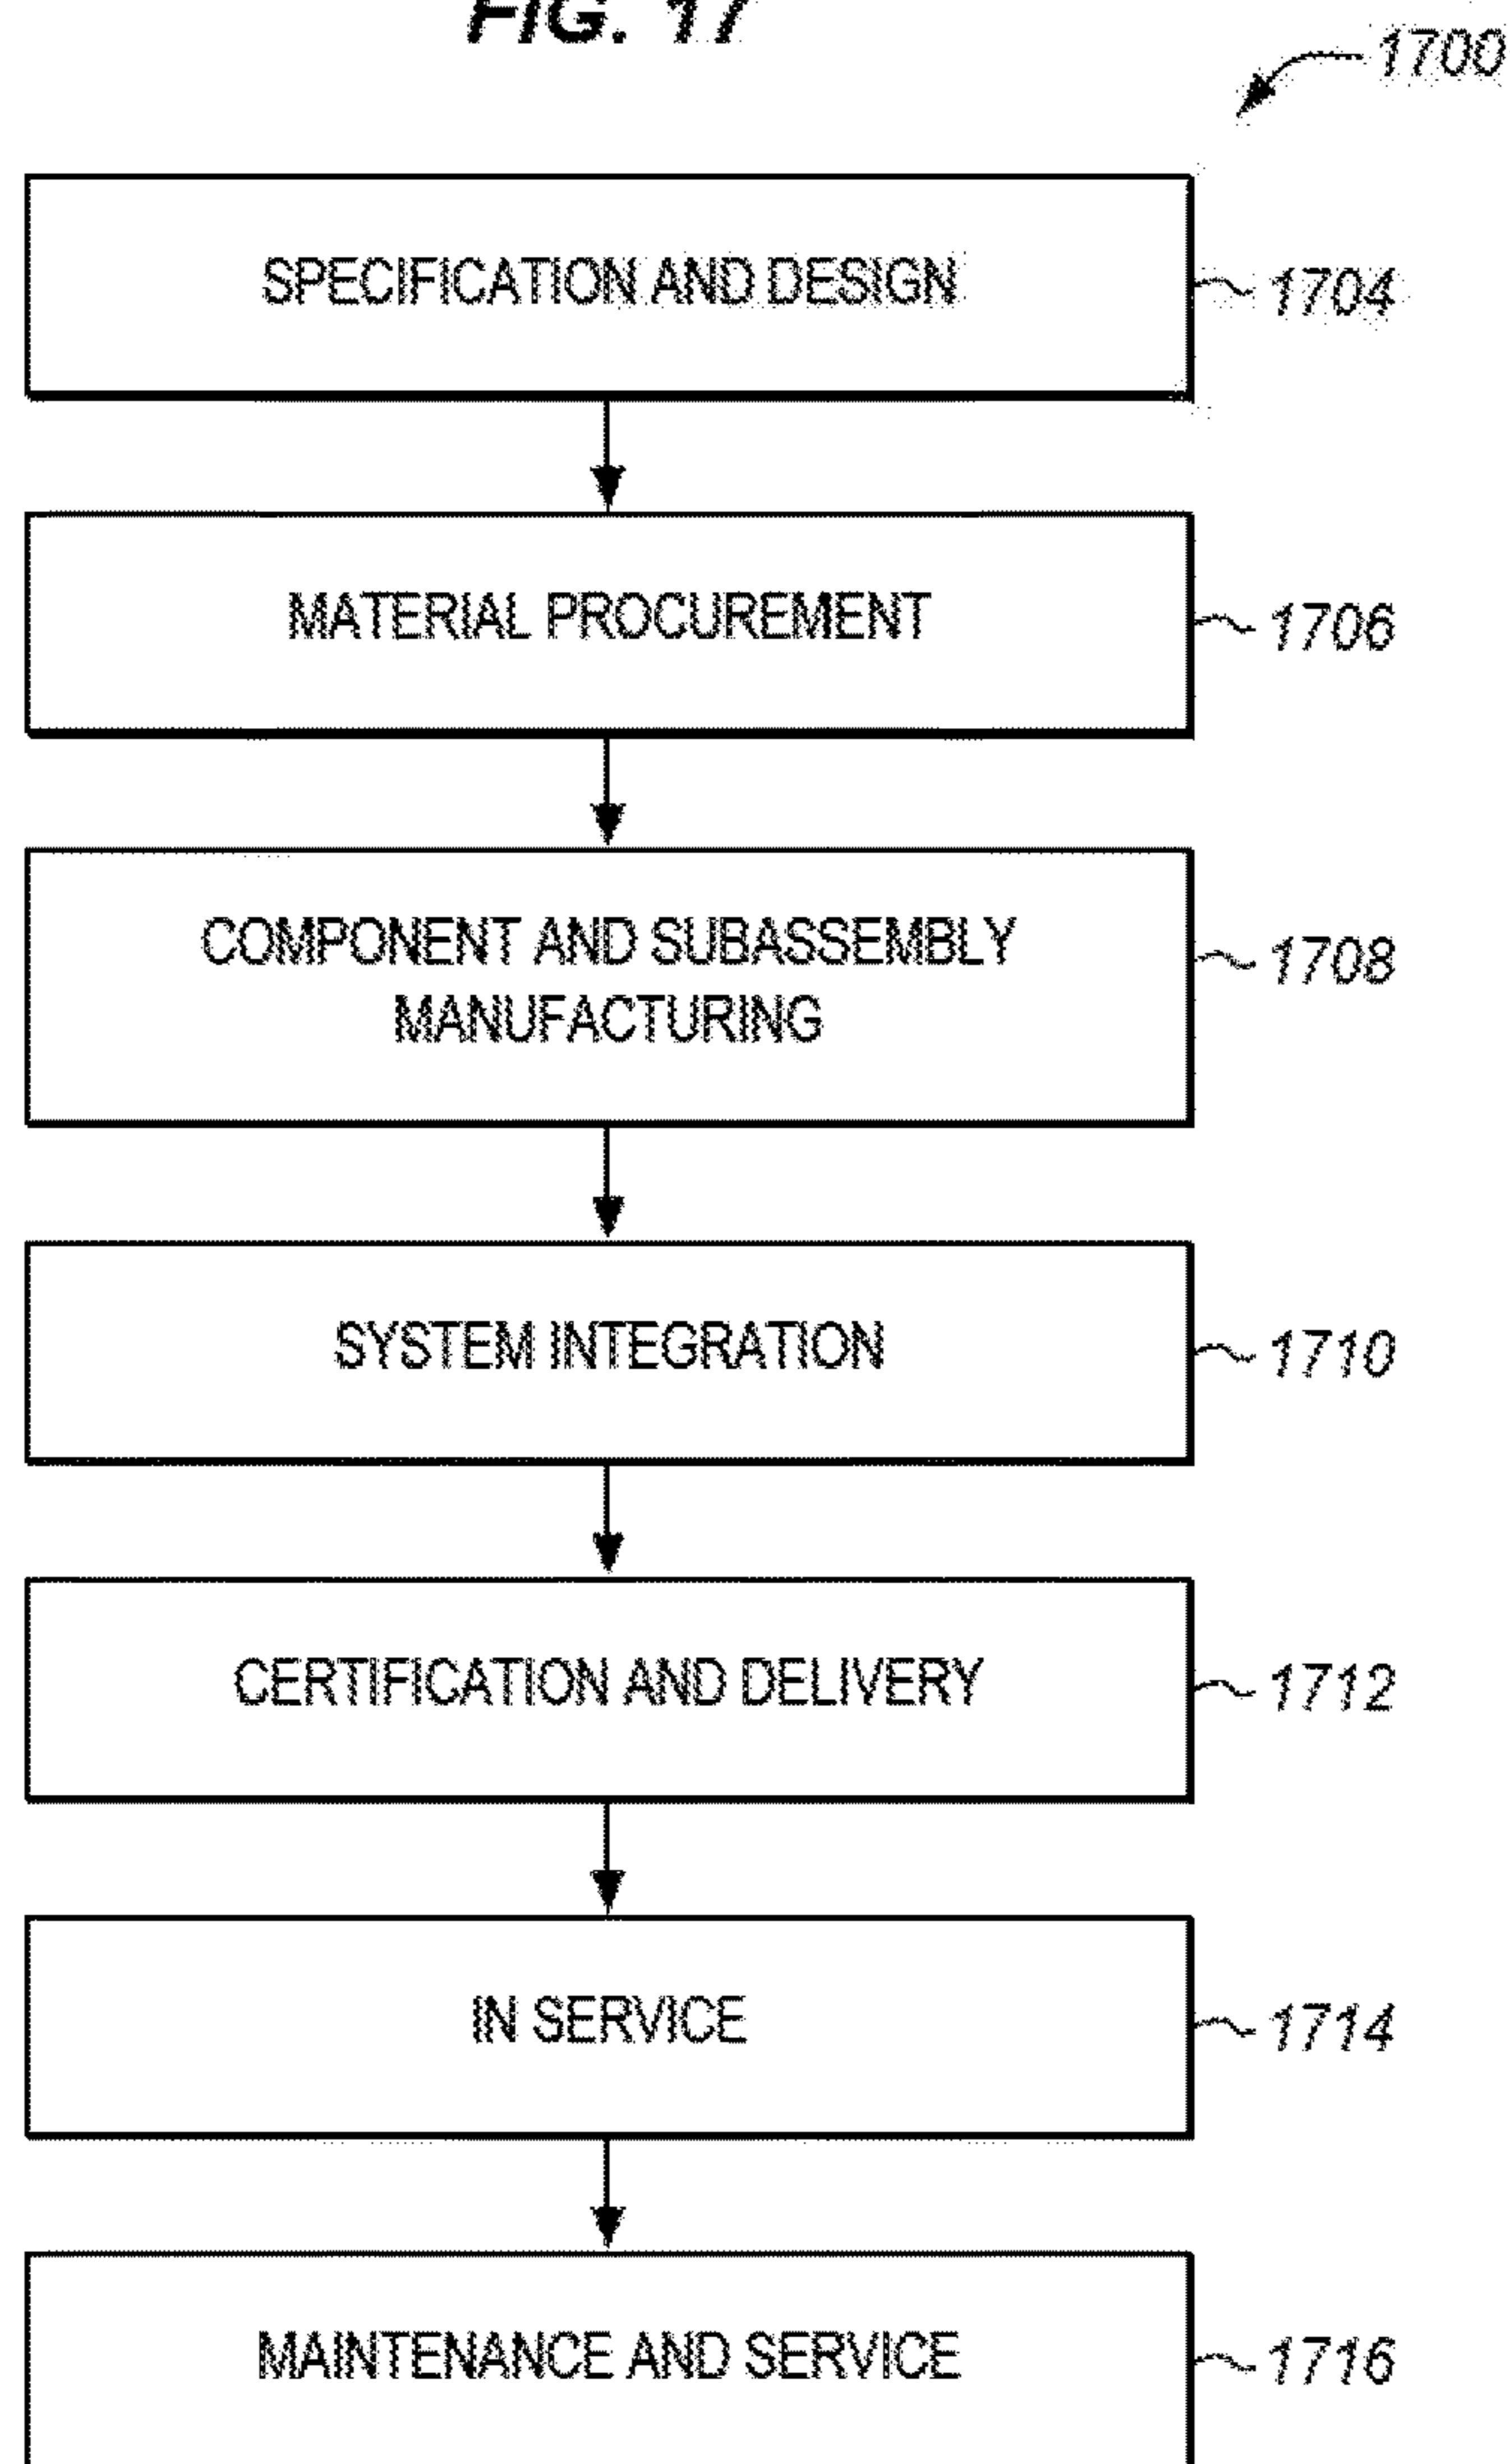 FIG. 17
1700
SPECIFICATION AND DESIGN
1704
MATERIAL PROCUREMENT
1706
COMPONENT AND SUBASSEMBLY
MANUFACTURING
1708
SYSTEM INTEGRATION
1710
CERTIFICATION AND DELIVERY
1712
IN SERVICE
1714
MAINTENANCE AND SERVICE
1716